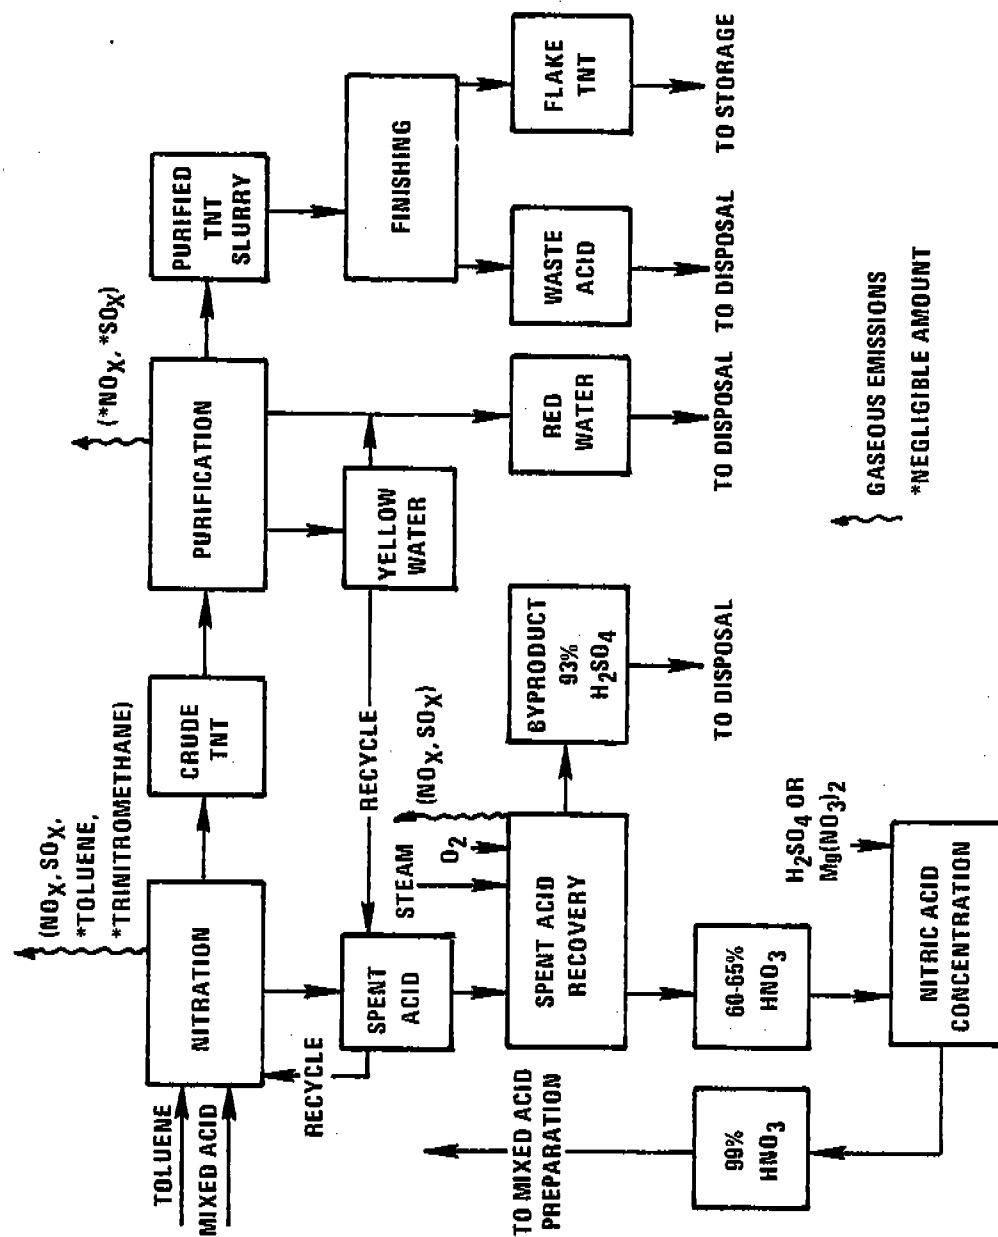 (NOX, SOX,
*TOLUENE,
*TRINITROMETHANE)
(*NOX, *SOX)
TOLUENE
MIXED ACID
NITRATION
CRUDE
TNT
PURIFICATION
PURIFIED
TNT
SLURRY
RECYCLE
SPENT
ACID
RECYCLE
YELLOW
WATER
FINISHING
STEAM
O2
(NOX, SOX)
TO MIXED ACID
PREPARATION
SPENT ACID
RECOVERY
BYPRODUCT
93%
H2SO4
RED
WATER
WASTE
ACID
FLAKE
TNT
TO DISPOSAL
TO DISPOSAL
TO DISPOSAL
TO STORAGE
99%
HNO3
60-65%
HNO3
H2SO4 OR
Mg(NO3)2
NITRIC ACID
CONCENTRATION
GASEOUS EMISSIONS
*NEGLIGIBLE AMOUNT